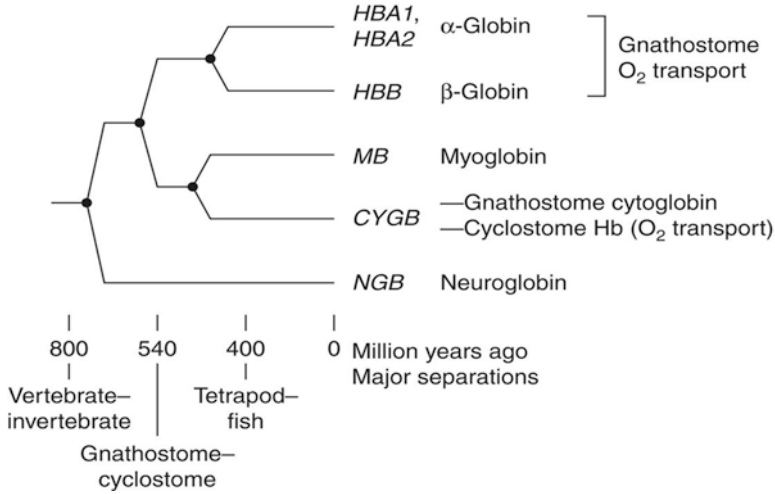 HBA1,
HBA2
α-Globin
Gnathostome
O₂ transport
HBB
β-Globin
MB
Myoglobin
CYGB
—Gnathostome cytoglobin
—Cyclostome Hb (O₂ transport)
NGB
Neuroglobin
800
540
400
0
Million years ago
Major separations
Vertebrate–
invertebrate
Tetrapod–
fish
Gnathostome–
cyclostome